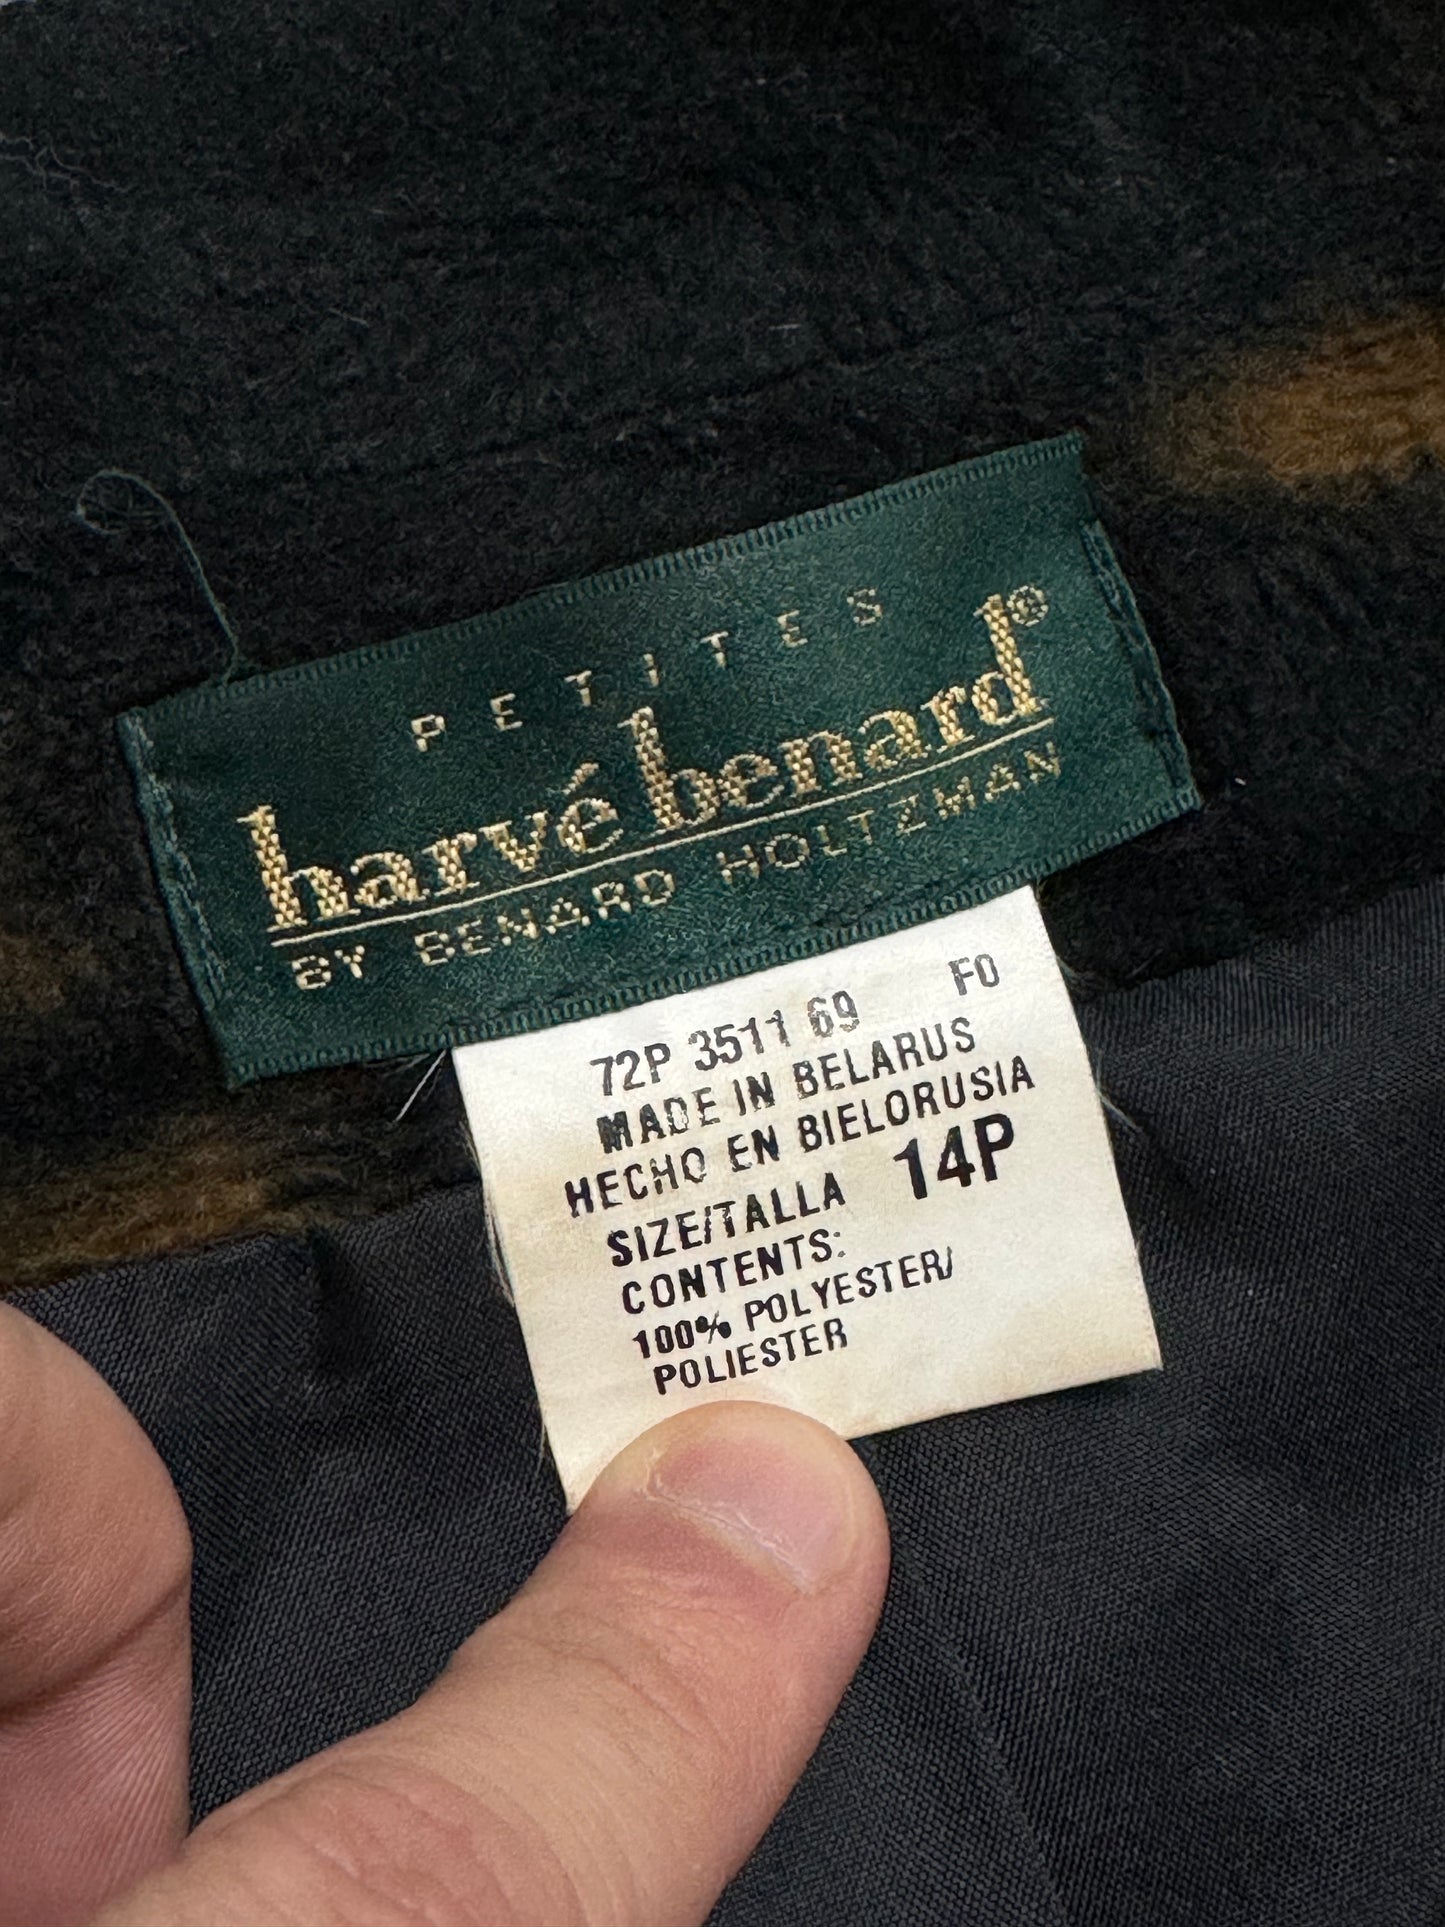 PETITES
harvé benard®
BY BENARD HOLTZMAN
72P 3511 69 F0
MADE IN BELARUS
HECHO EN BIELORUSIA
SIZE/TALLA 14P
CONTENTS:
100% POLYESTER/
POLIESTER